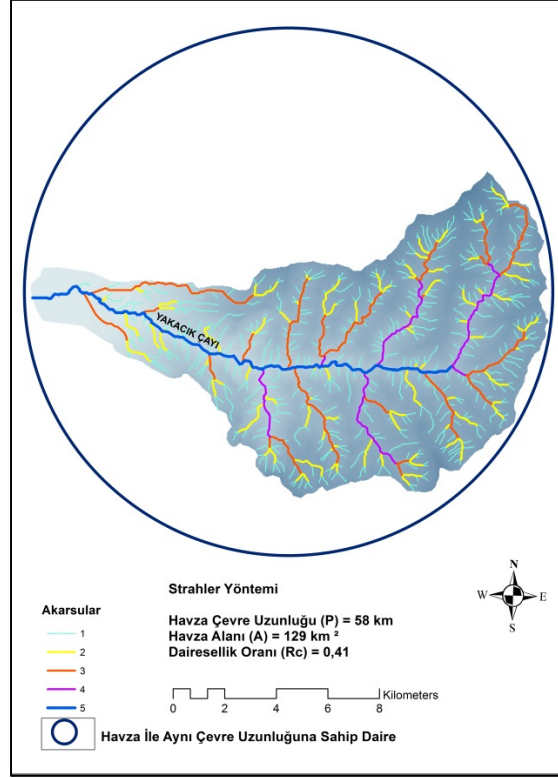 YAKACIK ÇAYI
Strahler Yöntemi
Akarsular
1
2
3
4
5
Havza Çevre Uzunluğu (P) = 58 km
Havza Alanı (A) = 129 km ²
Dairesellik Oranı (Rc) = 0,41
N
W
E
S
Kilometers
0 2 4 6 8
Havza İle Aynı Çevre Uzunluğuna Sahip Daire